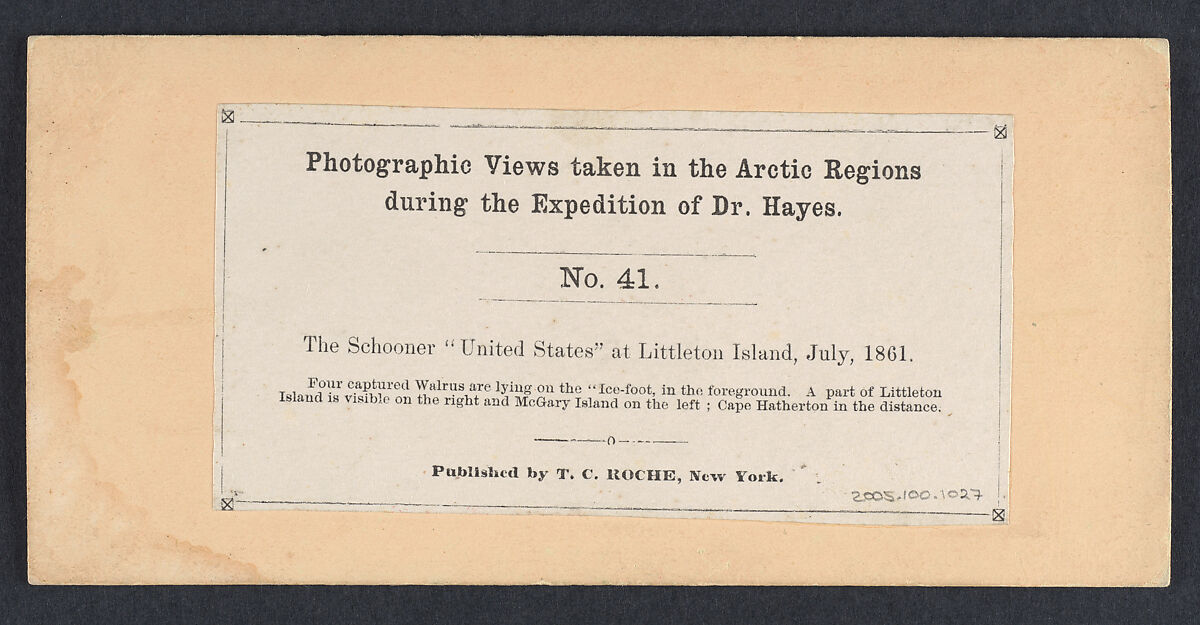 Photographic Views taken in the Arctic Regions
during the Expedition of Dr. Hayes.
No. 41.
The Schooner “United States” at Littleton Island, July, 1861.
Four captured Walrus are lying on the “Ice-foot, in the foreground. A part of Littleton
Island is visible on the right and McGary Island on the left ; Cape Hatherton in the distance.
Published by T. C. ROCHE, New York.
2005.100.1027